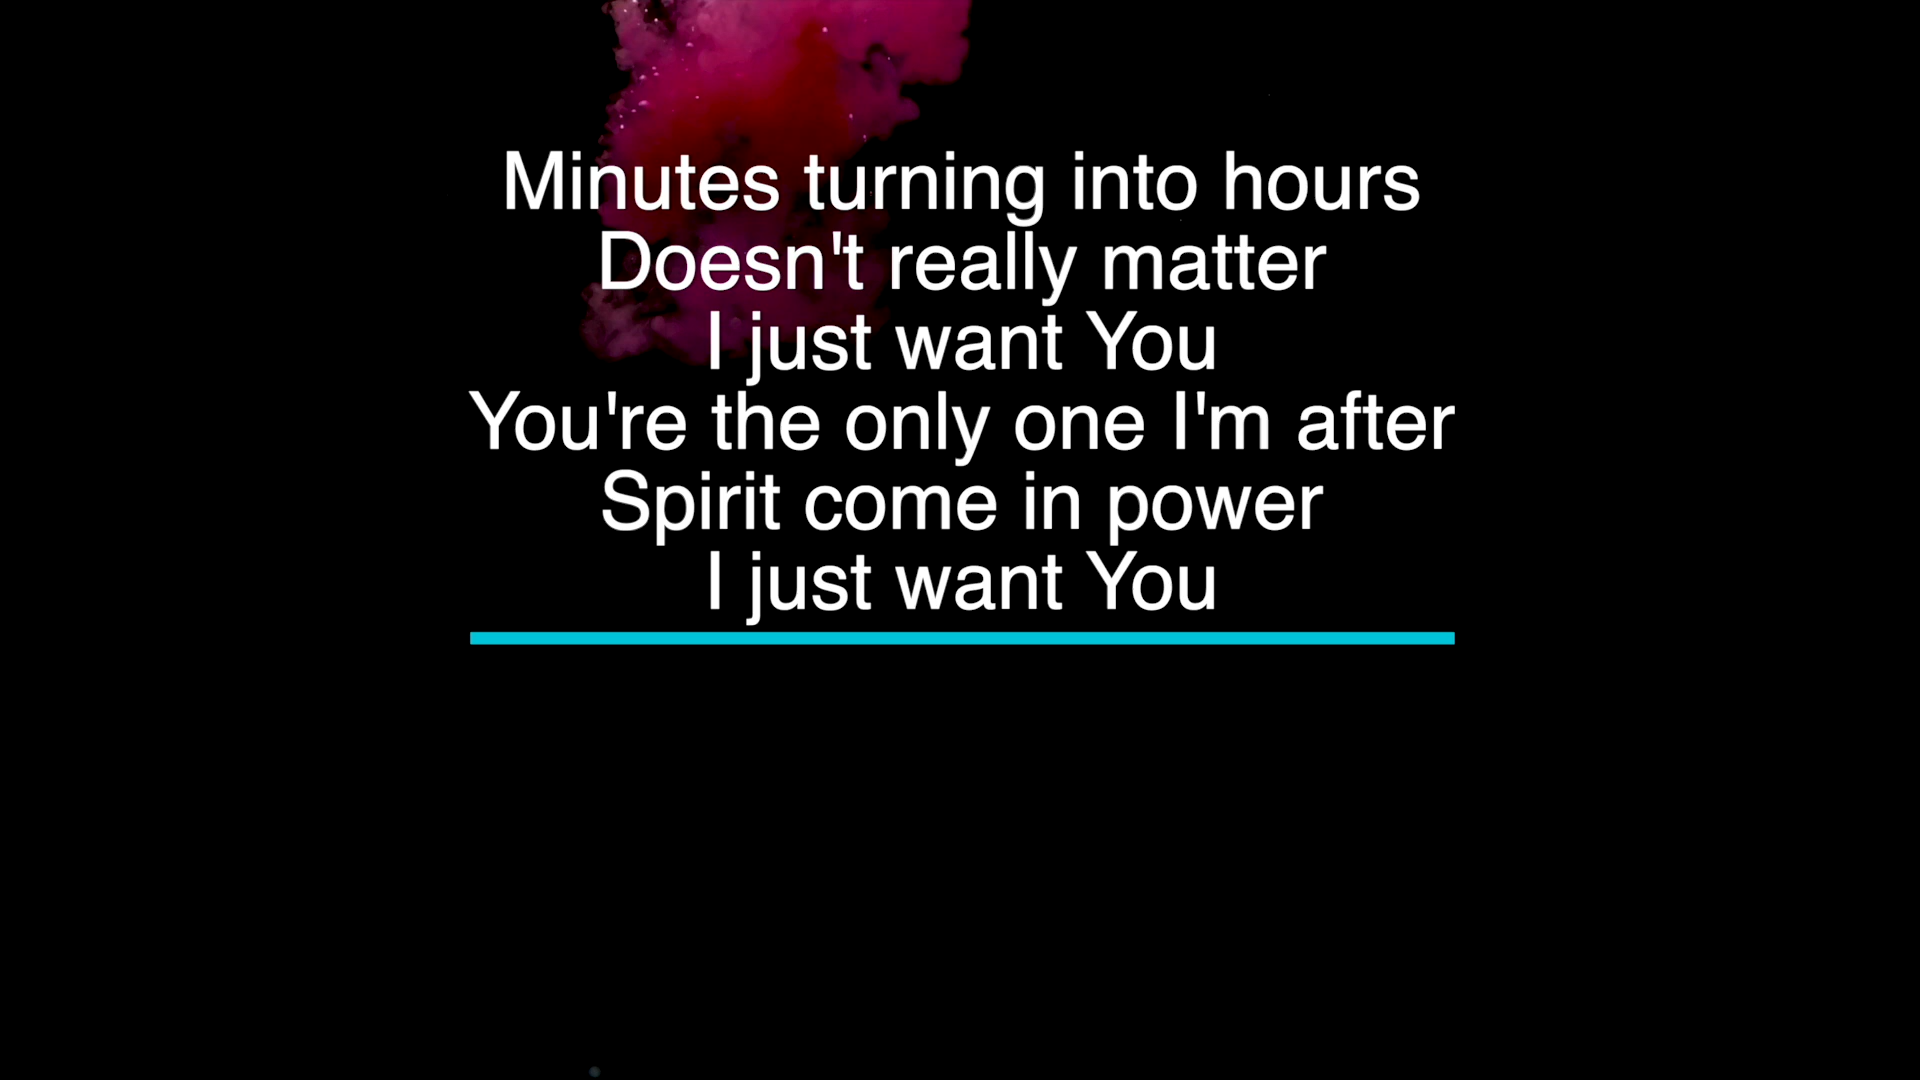 Minutes turning into hours
Doesn't really matter
I just want You
You're the only one I'm after
Spirit come in power
I just want You